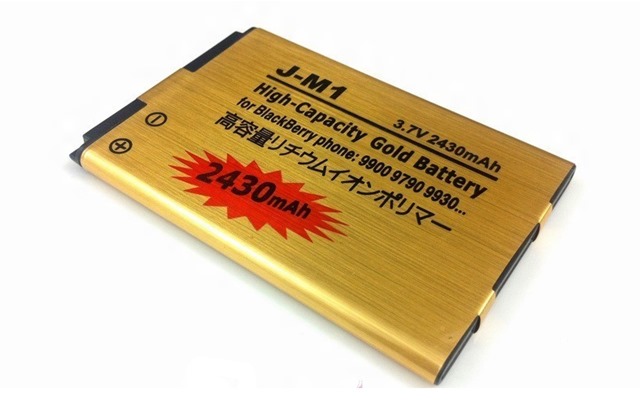 J-M1
3.7V 2430mAh
High-Capacity Gold Battery
for BlackBerry phone: 9900 9790 9930...
高容量リチウムイオンポリマー
2430mAh